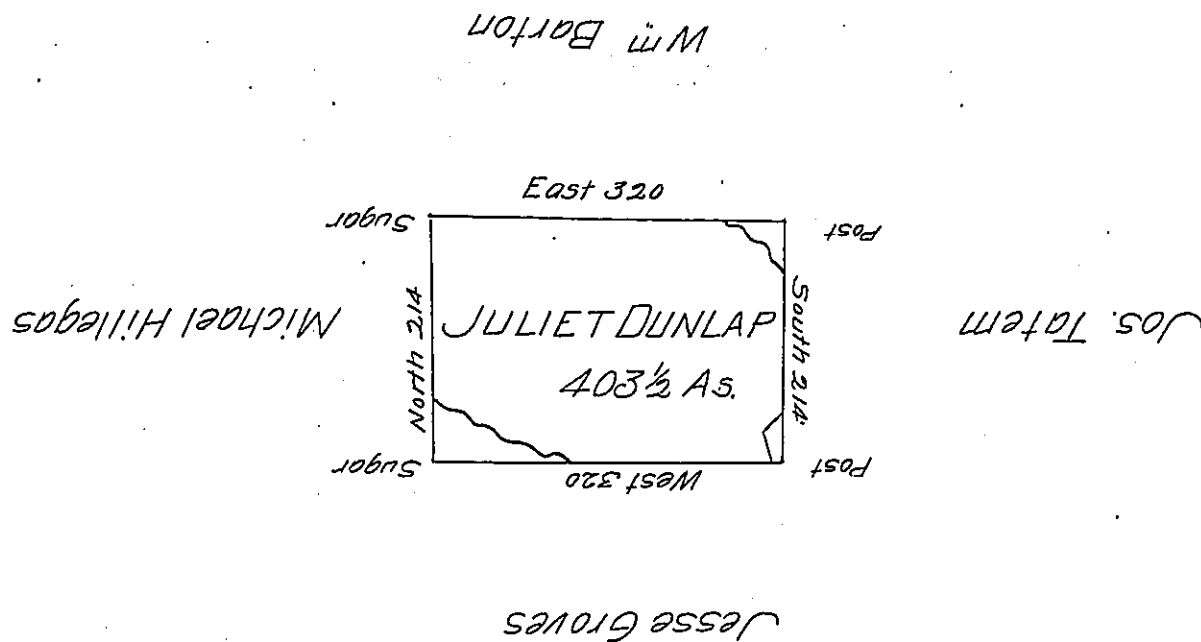 Wm. Barton
East 320
Sugar
Post
Michael Hillegas
North 214
JULIET DUNLAP
403½ As.
South 214
Jos. Tatem
Sugar
West 320
Post
Jesse Groves